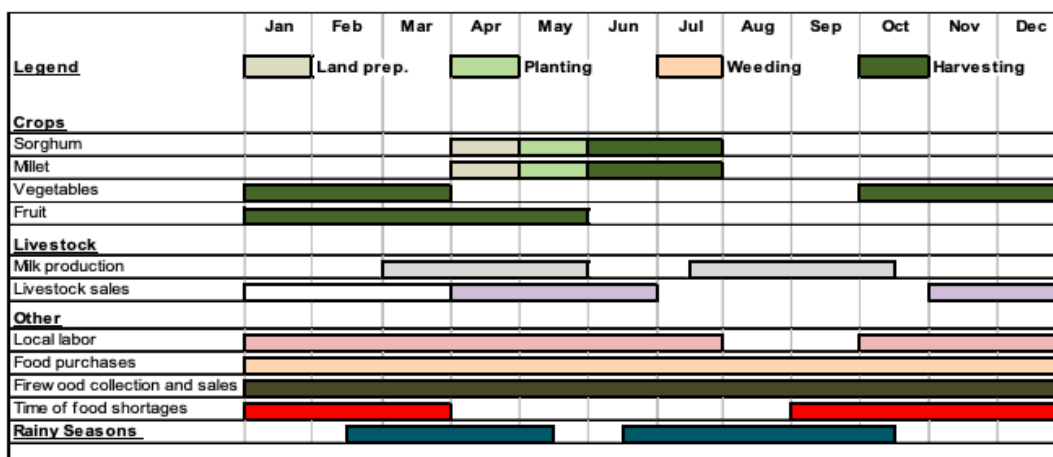 Jan Feb Mar Apr May Jun Jul Aug Sep Oct Nov Dec
Legend Land prep. Planting Weeding Harvesting
Crops
Sorghum
Millet
Vegetables
Fruit
Livestock
Milk production
Livestock sales
Other
Local labor
Food purchases
Firewood collection and sales
Time of food shortages
Rainy Seasons